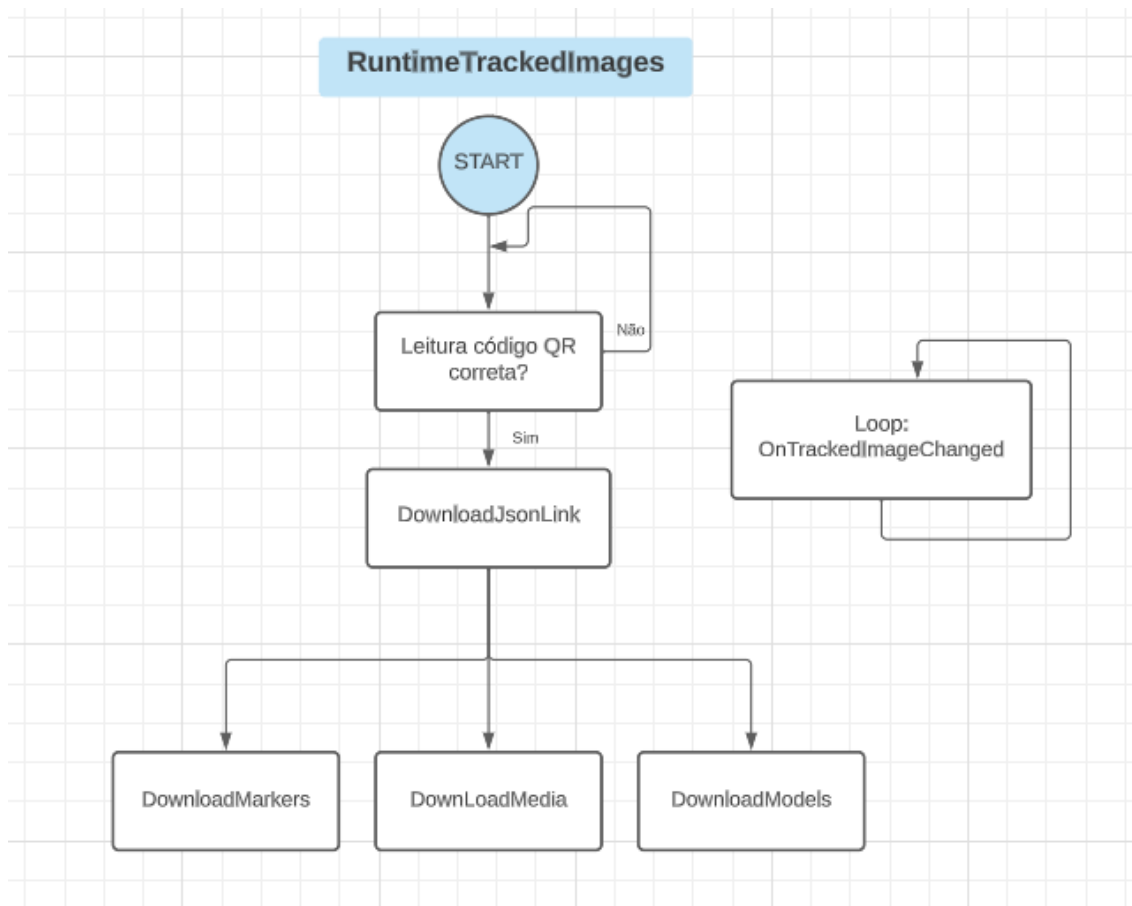 RuntimeTrackedImages
START
Não
Leitura código QR
correta?
Sim
Loop:
OnTrackedImageChanged
DownloadJsonLink
DownloadMarkers
DownLoadMedia
DownloadModels